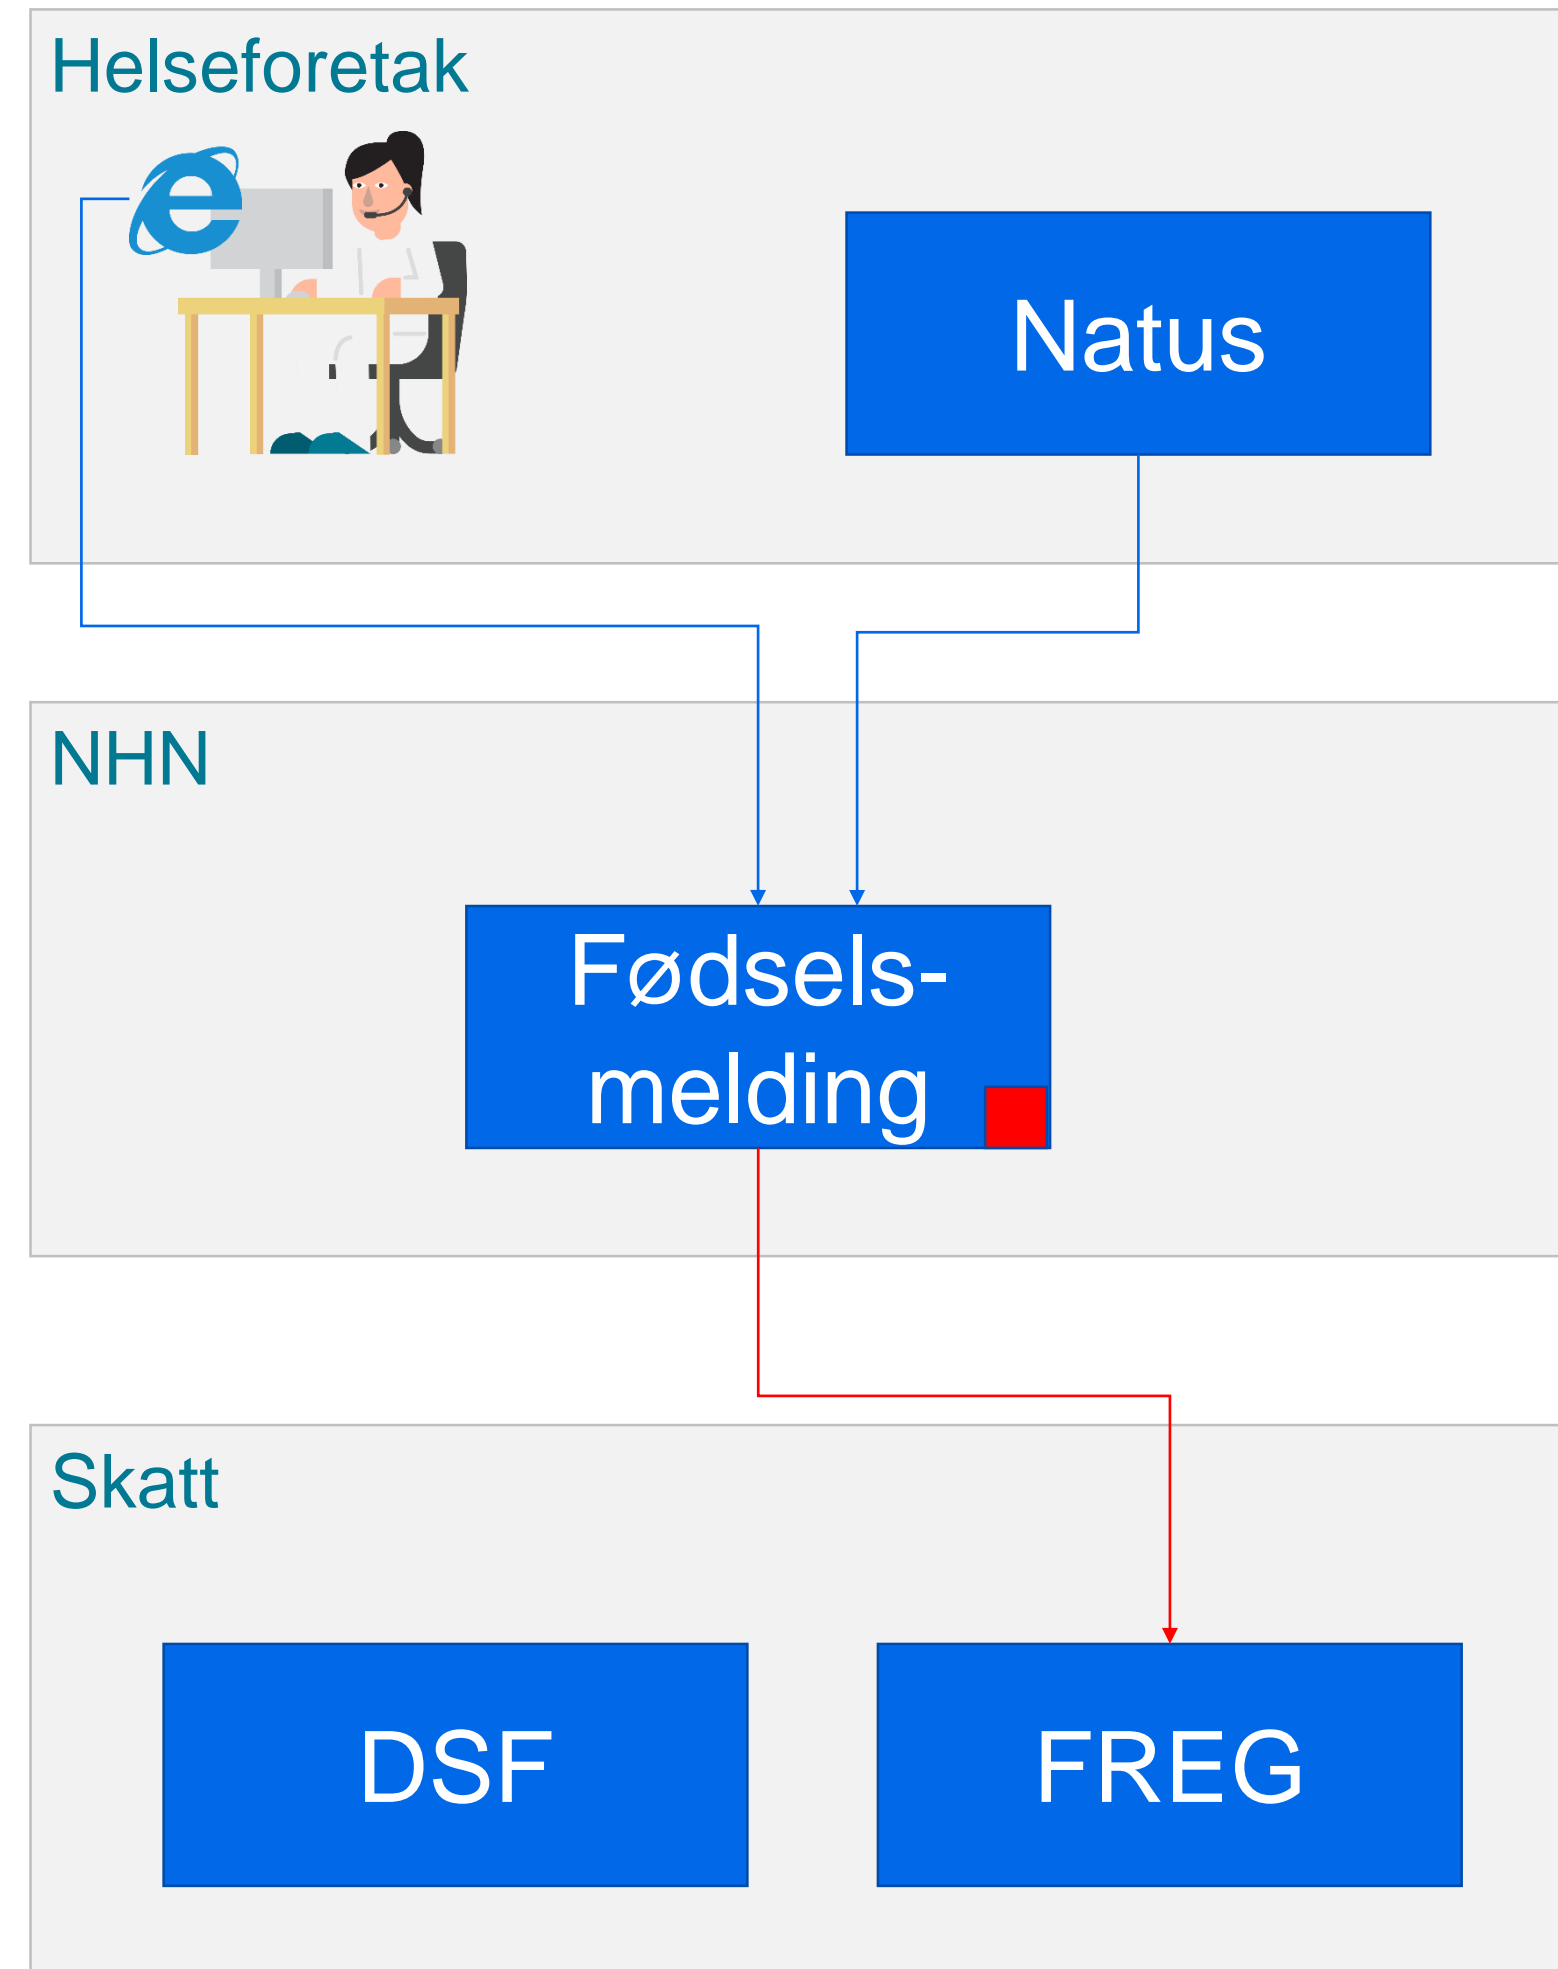 Helseforetak
Natus
NHN
Fødsels-
melding
Skatt
DSF
FREG